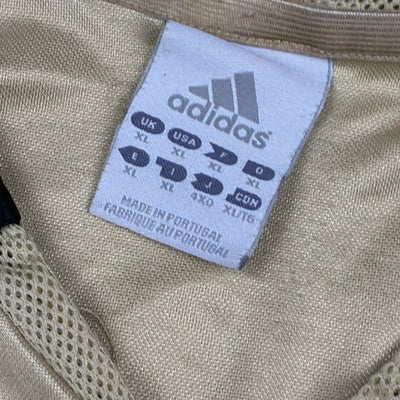 adidas
UK USA F D
XL XL XL XL
E I J CDN
XL XL 4XO XL/TG
MADE IN PORTUGAL
FABRIQUE AU PORTUGAL